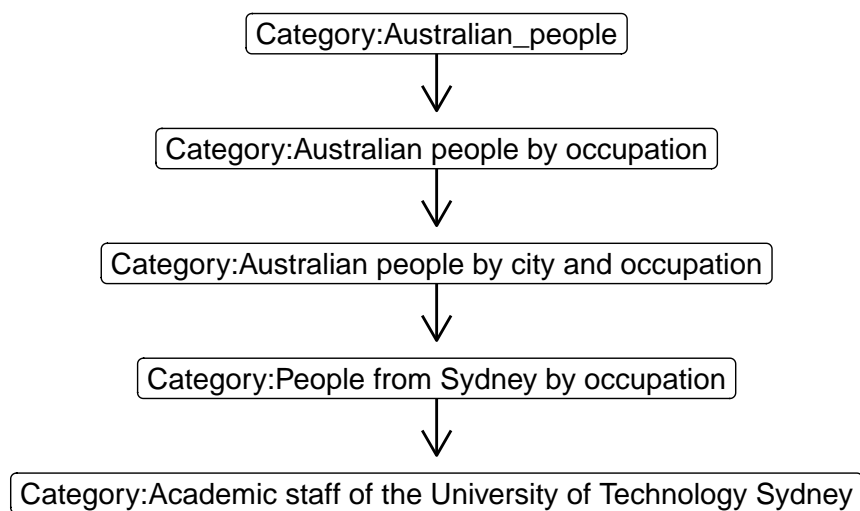 Category:Australian_people
Category:Australian people by occupation
Category:Australian people by city and occupation
Category:People from Sydney by occupation
Category:Academic staff of the University of Technology Sydney